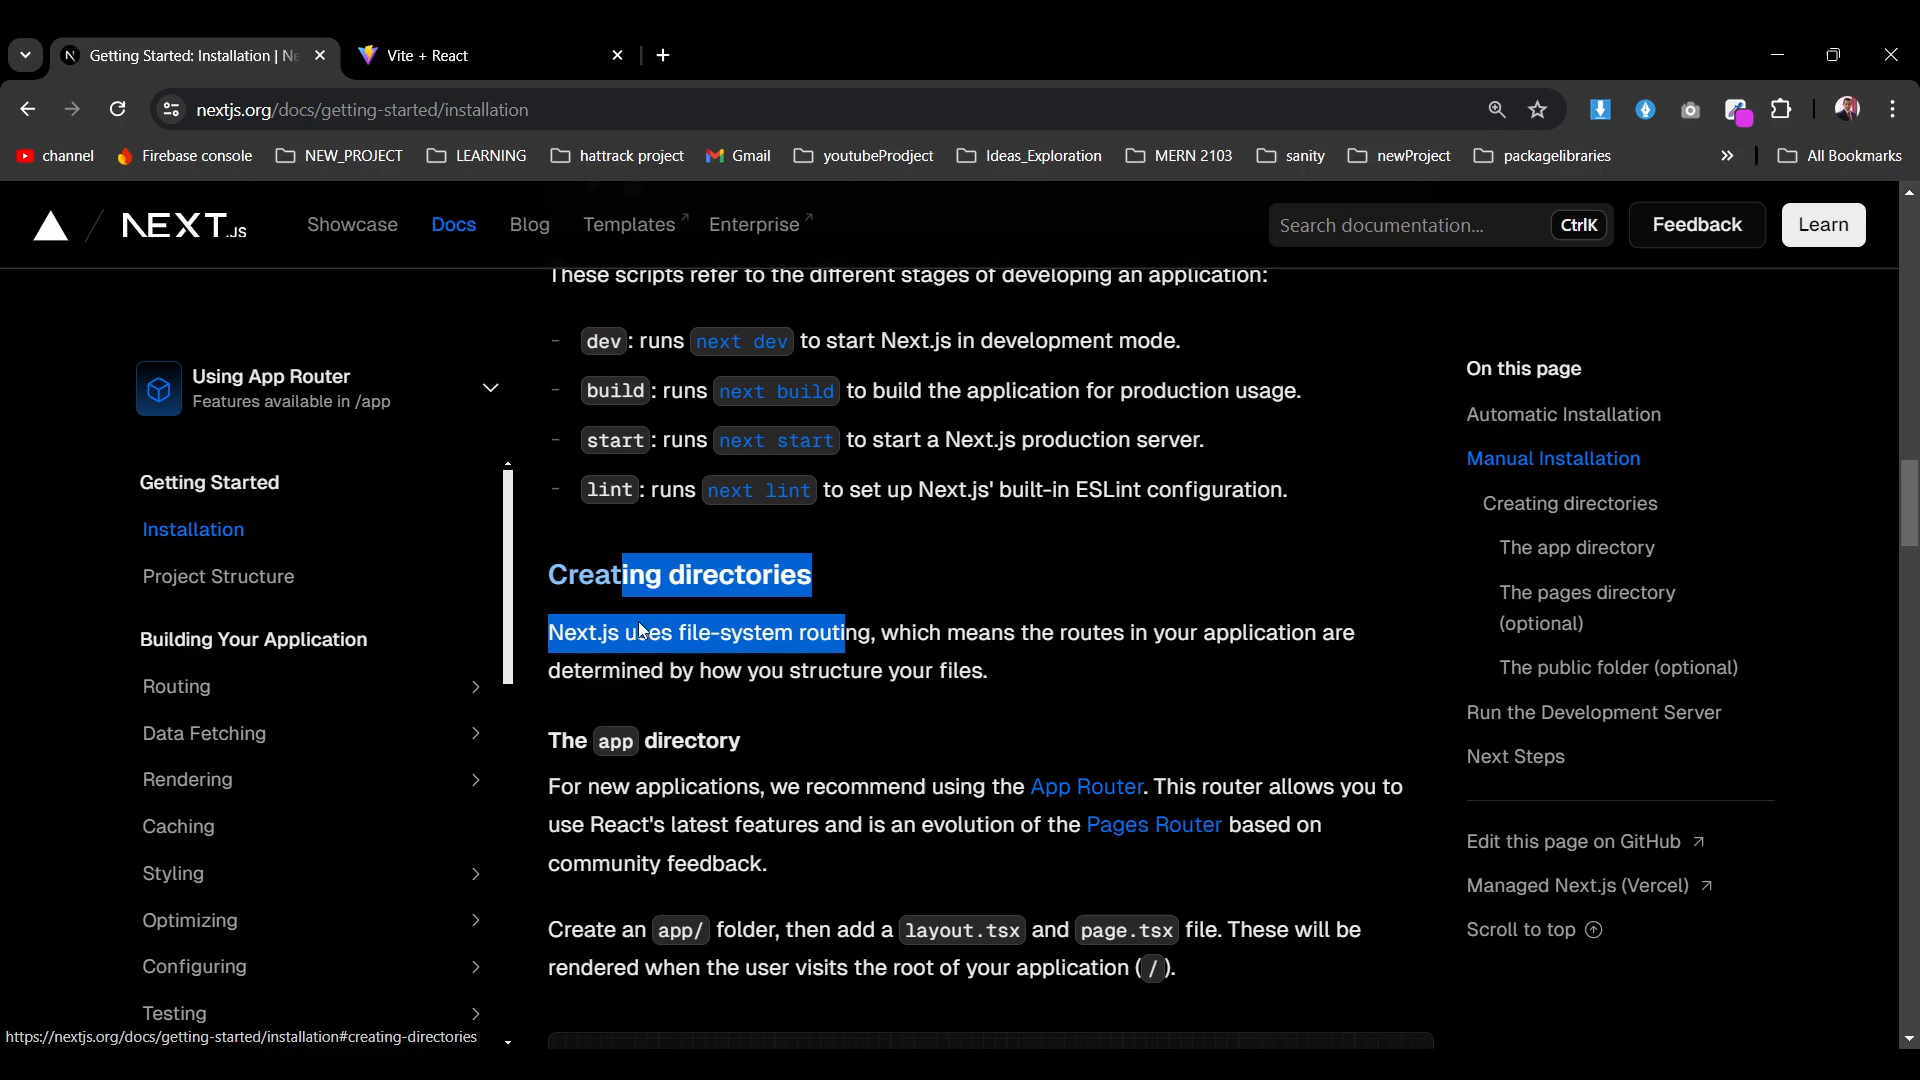 Getting Started: Installation | Ne
Vite + React
nextjs.org/docs/getting-started/installation
channel
Firebase console
NEW_PROJECT
LEARNING
hattrack project
Gmail
youtubeProdject
Ideas_Exploration
MERN 2103
sanity
newProject
packagelibraries
All Bookmarks
NEXT.JS
Showcase
Docs
Blog
Templates
Enterprise
Search documentation...
CtrlK
Feedback
Learn
Using App Router
Features available in /app
Getting Started
Installation
Project Structure
Building Your Application
Routing
Data Fetching
Rendering
Caching
Styling
Optimizing
Configuring
Testing
These scripts refer to the different stages of developing an application:
- dev: runs next dev to start Next.js in development mode.
- build: runs next build to build the application for production usage.
- start: runs next start to start a Next.js production server.
- lint: runs next lint to set up Next.js' built-in ESLint configuration.
Creating directories
Next.js uses file-system routing, which means the routes in your application are
determined by how you structure your files.
The app directory
For new applications, we recommend using the App Router. This router allows you to
use React's latest features and is an evolution of the Pages Router based on
community feedback.
Create an app/ folder, then add a layout.tsx and page.tsx file. These will be
rendered when the user visits the root of your application (/).
On this page
Automatic Installation
Manual Installation
Creating directories
The app directory
The pages directory
(optional)
The public folder (optional)
Run the Development Server
Next Steps
Edit this page on GitHub
Managed Next.js (Vercel)
Scroll to top
https://nextjs.org/docs/getting-started/installation#creating-directories